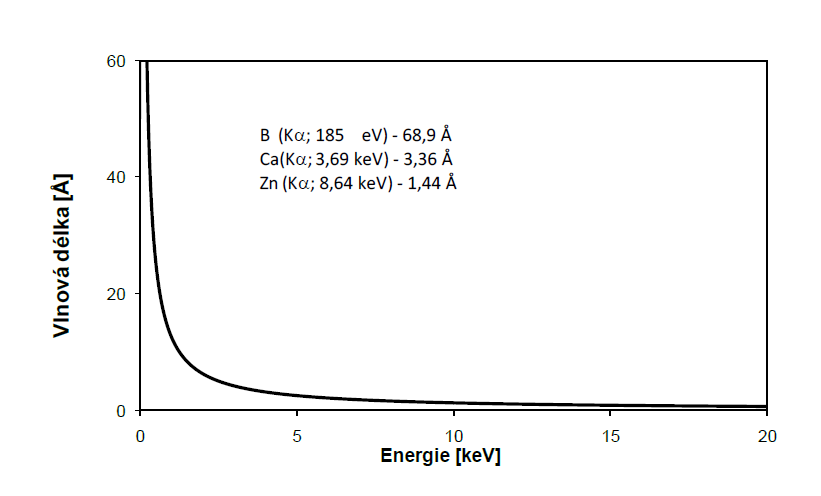 60
B (Kα; 185 eV) - 68,9 Å
Ca(Kα; 3,69 keV) - 3,36 Å
Zn (Kα; 8,64 keV) - 1,44 Å
40
Vlnová délka [Å]
20
0
0 5 10 15 20
Energie [keV]